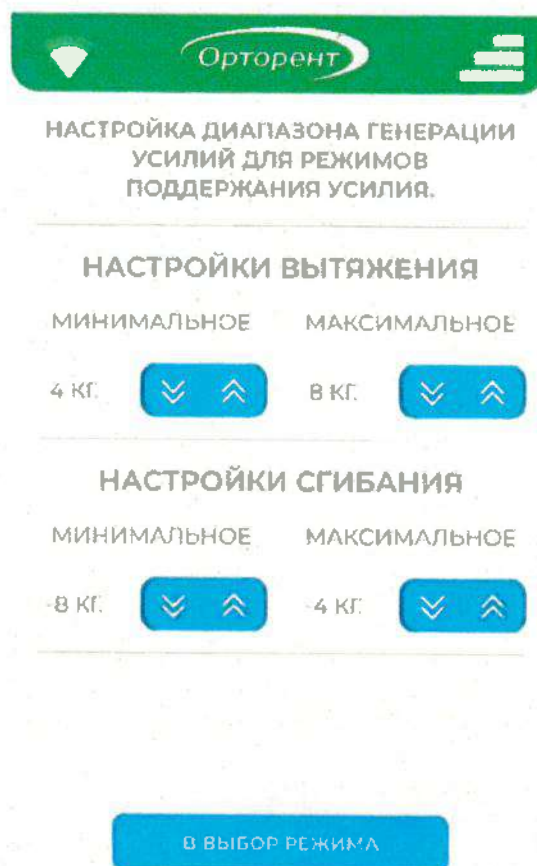 Орторент
НАСТРОЙКА ДИАПАЗОНА ГЕНЕРАЦИИ
УСИЛИЙ ДЛЯ РЕЖИМОВ
ПОДДЕРЖАНИЯ УСИЛИЯ.
НАСТРОЙКИ ВЫТЯЖЕНИЯ
МИНИМАЛЬНОЕ МАКСИМАЛЬНОЕ
4 КГ. 8 КГ.
НАСТРОЙКИ СГИБАНИЯ
МИНИМАЛЬНОЕ МАКСИМАЛЬНОЕ
-8 КГ. -4 КГ.
В ВЫБОР РЕЖИМА